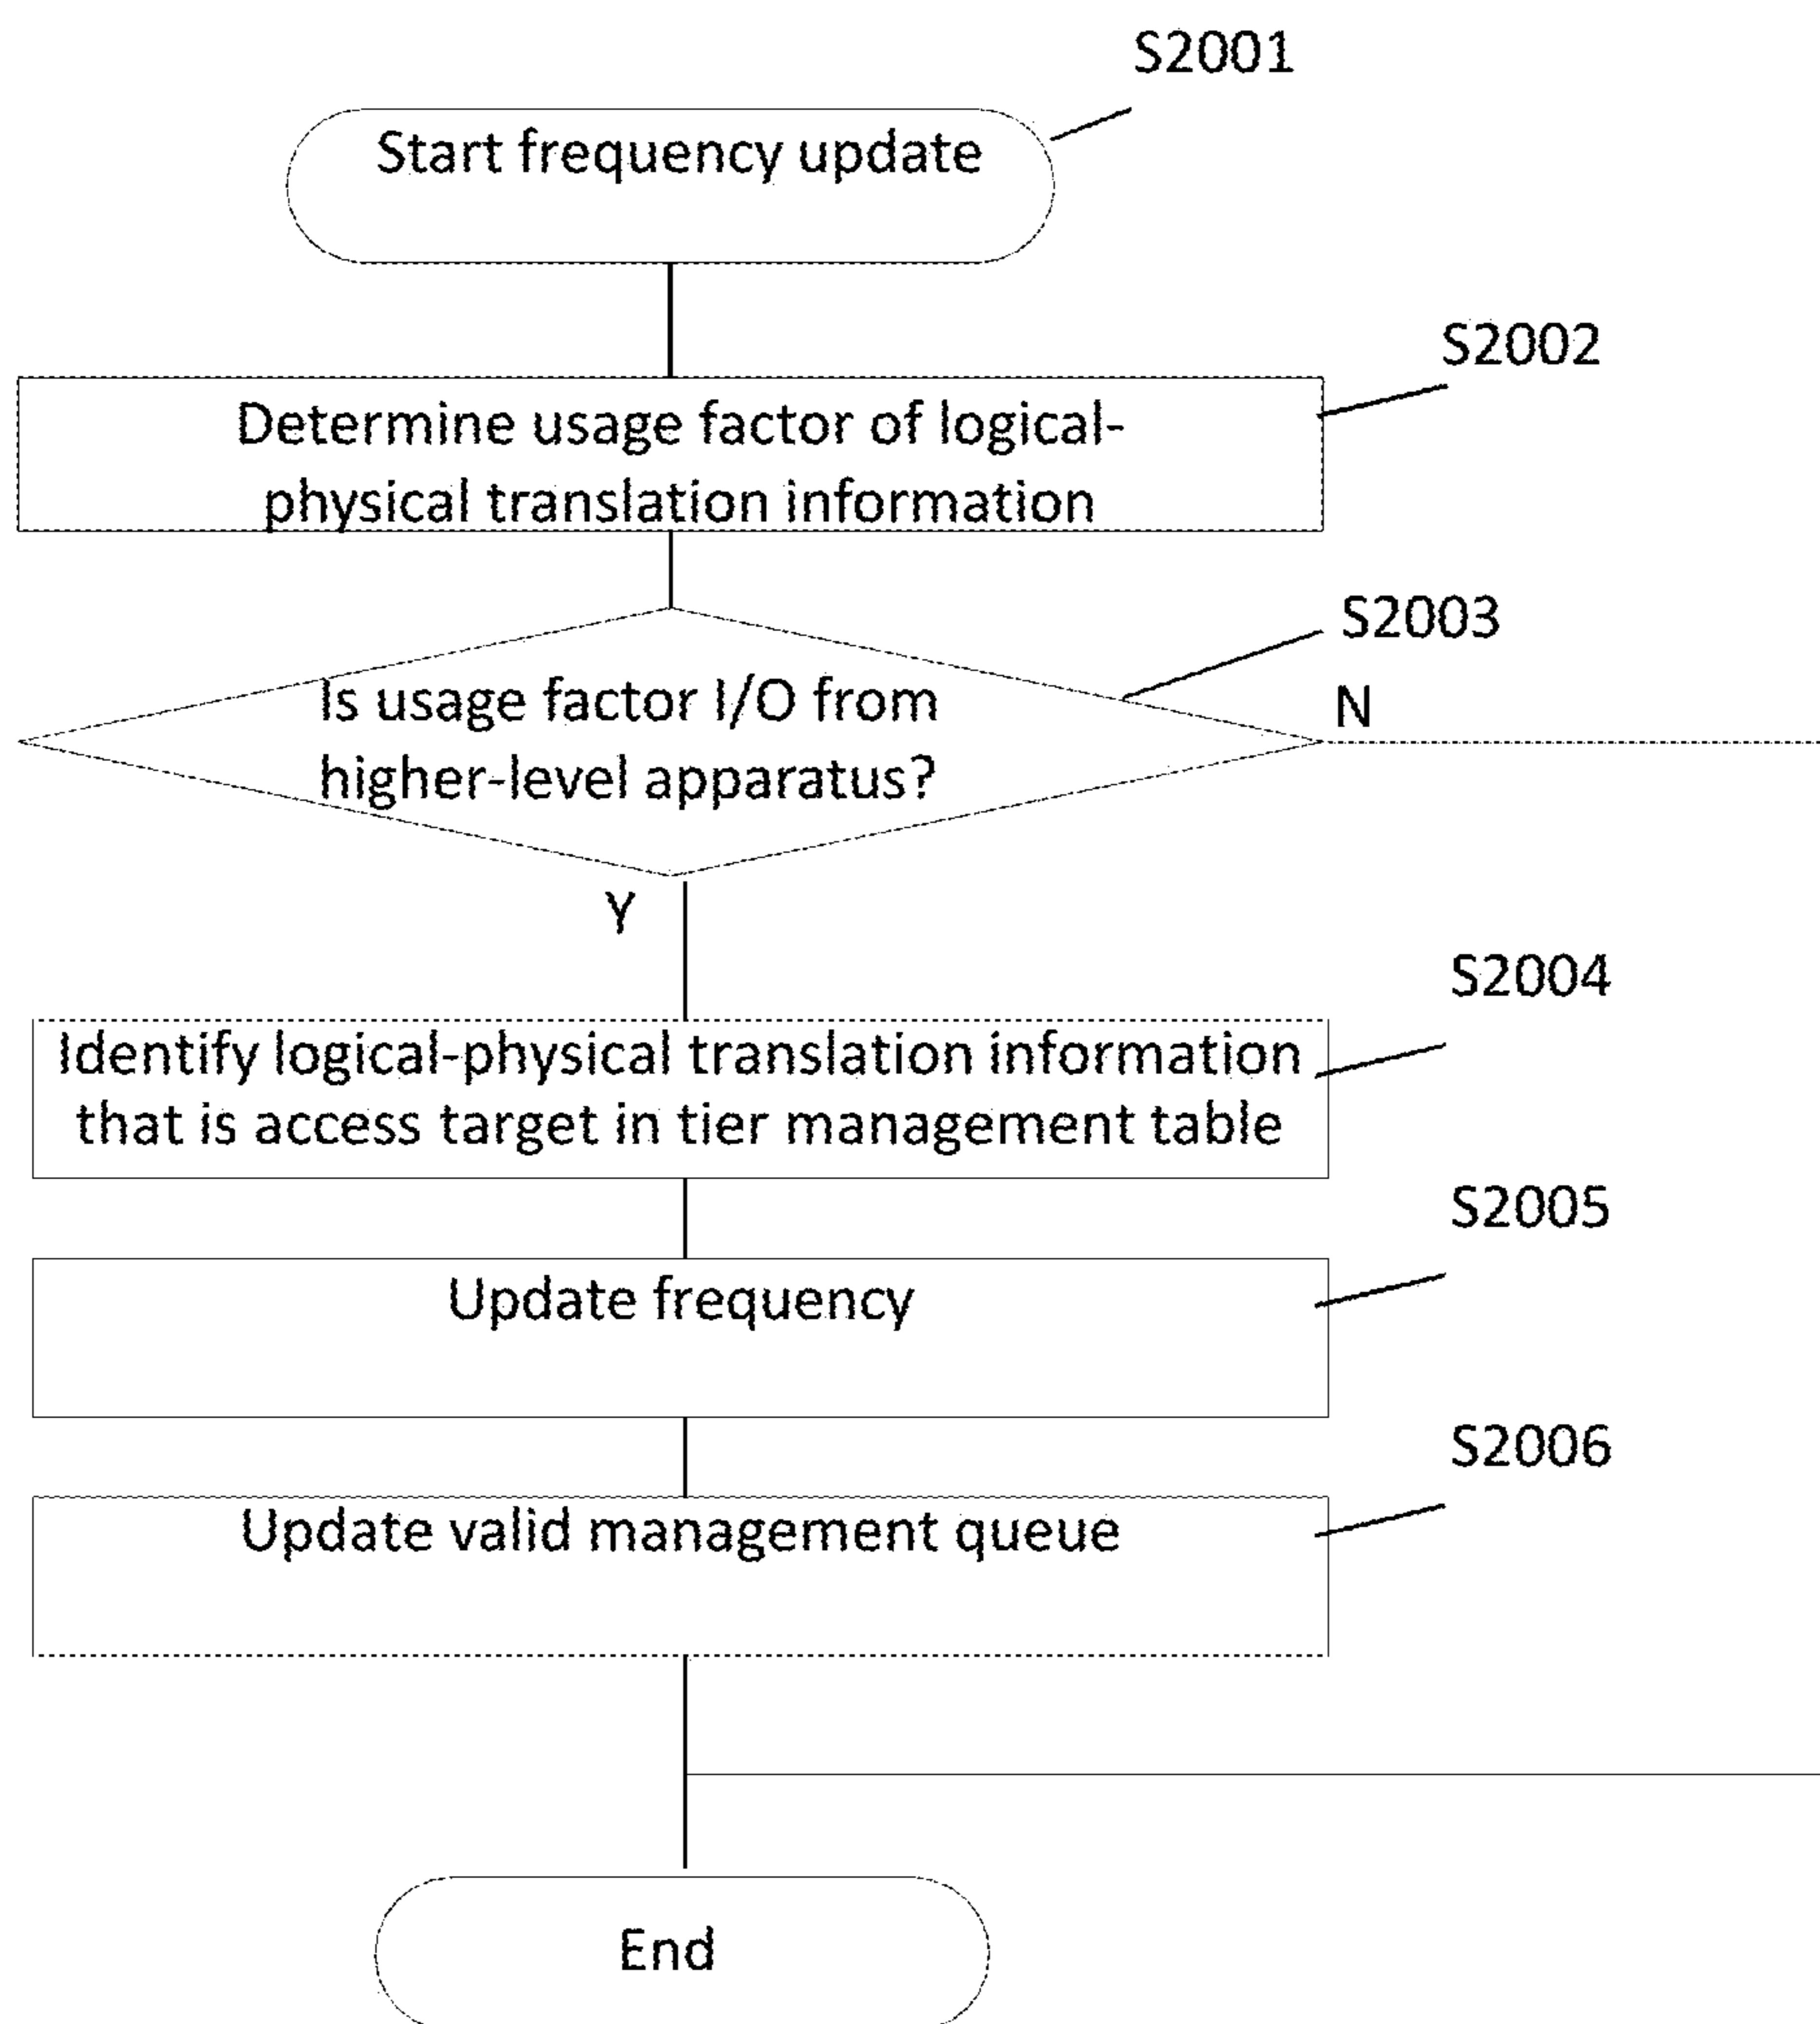 S2001
Start frequency update
S2002
Determine usage factor of logical-
physical translation information
S2003
Is usage factor I/O from
higher-level apparatus?
N
Y
S2004
Identify logical-physical translation information
that is access target in tier management table
S2005
Update frequency
S2006
Update valid management queue
End